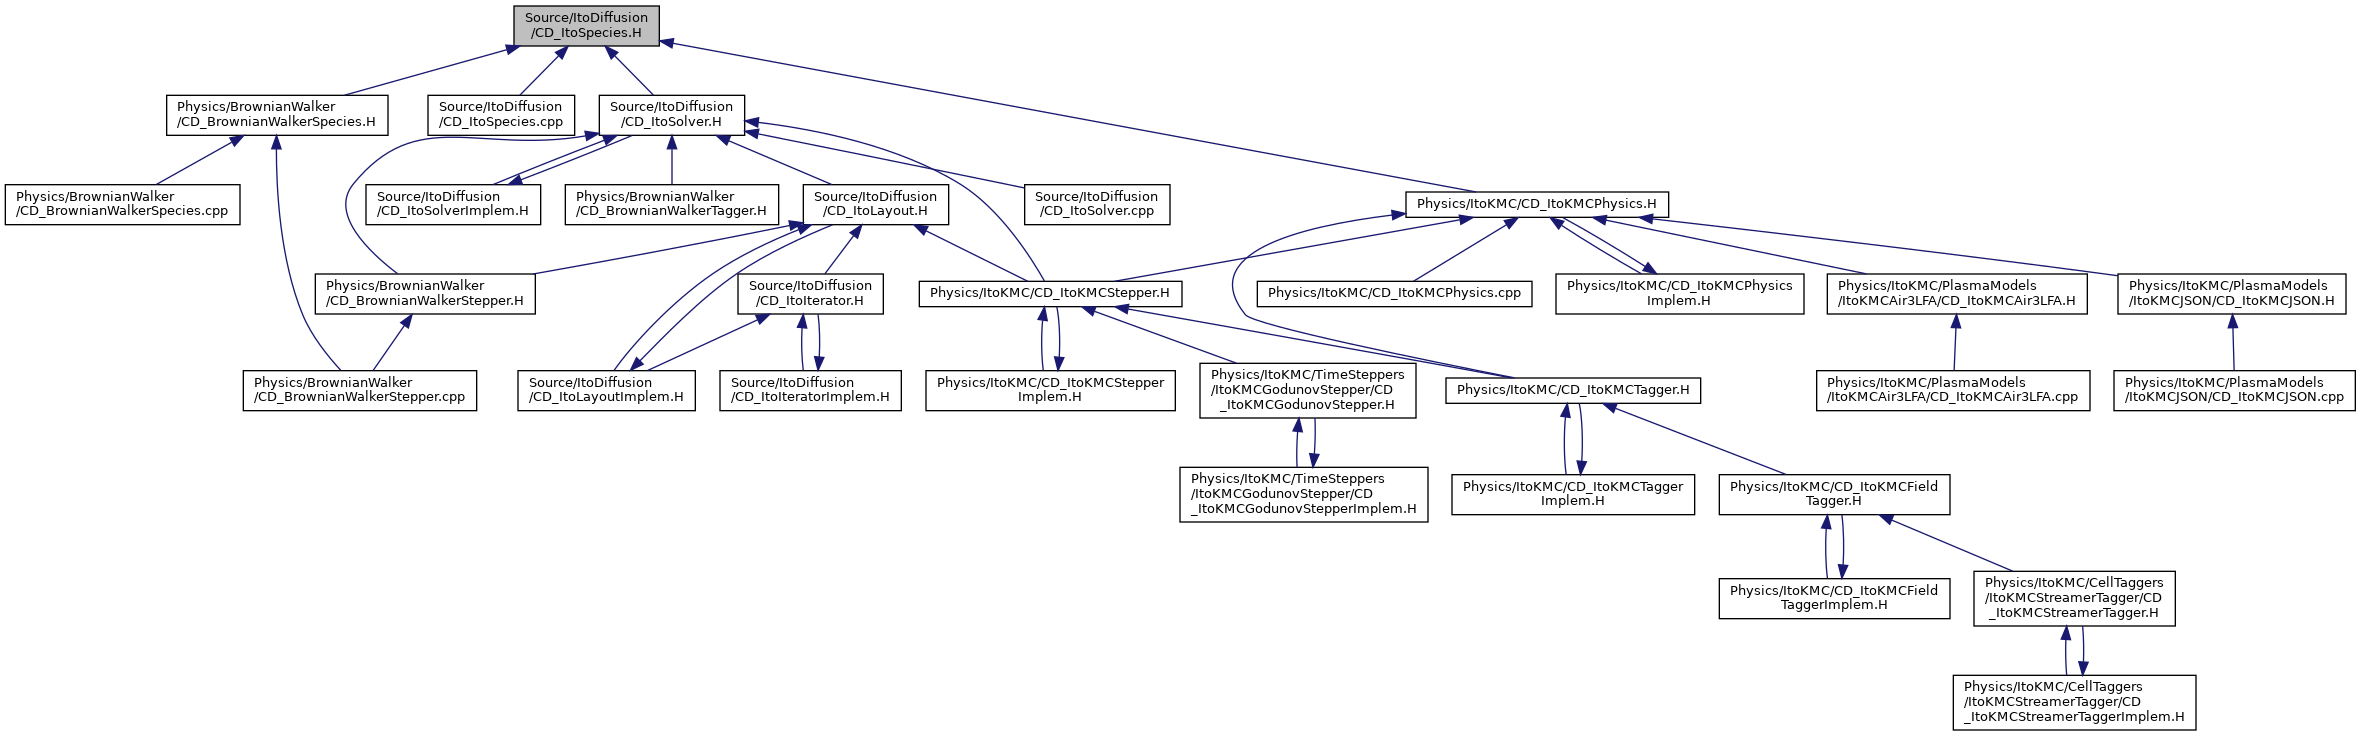 Source/ItoDiffusion
/CD_ItoSpecies.H
Physics/BrownianWalker
/CD_BrownianWalkerSpecies.H
Source/ItoDiffusion
/CD_ItoSpecies.cpp
Source/ItoDiffusion
/CD_ItoSolver.H
Physics/BrownianWalker
/CD_BrownianWalkerSpecies.cpp
Source/ItoDiffusion
/CD_ItoSolverImplem.H
Physics/BrownianWalker
/CD_BrownianWalkerTagger.H
Source/ItoDiffusion
/CD_ItoLayout.H
Source/ItoDiffusion
/CD_ItoSolver.cpp
Physics/ItoKMC/CD_ItoKMCPhysics.H
Physics/BrownianWalker
/CD_BrownianWalkerStepper.H
Source/ItoDiffusion
/CD_ItoIterator.H
Physics/ItoKMC/CD_ItoKMCStepper.H
Physics/ItoKMC/CD_ItoKMCPhysics.cpp
Physics/ItoKMC/CD_ItoKMCPhysics
Implem.H
Physics/ItoKMC/PlasmaModels
/ItoKMCAir3LFA/CD_ItoKMCAir3LFA.H
Physics/ItoKMC/PlasmaModels
/ItoKMCJSON/CD_ItoKMCJSON.H
Physics/BrownianWalker
/CD_BrownianWalkerStepper.cpp
Source/ItoDiffusion
/CD_ItoLayoutImplem.H
Source/ItoDiffusion
/CD_ItoIteratorImplem.H
Physics/ItoKMC/CD_ItoKMCStepper
Implem.H
Physics/ItoKMC/TimeSteppers
/ItoKMCGodunovStepper/CD
_ItoKMCGodunovStepper.H
Physics/ItoKMC/CD_ItoKMCTagger.H
Physics/ItoKMC/PlasmaModels
/ItoKMCAir3LFA/CD_ItoKMCAir3LFA.cpp
Physics/ItoKMC/PlasmaModels
/ItoKMCJSON/CD_ItoKMCJSON.cpp
Physics/ItoKMC/TimeSteppers
/ItoKMCGodunovStepper/CD
_ItoKMCGodunovStepperImplem.H
Physics/ItoKMC/CD_ItoKMCTagger
Implem.H
Physics/ItoKMC/CD_ItoKMCField
Tagger.H
Physics/ItoKMC/CD_ItoKMCField
TaggerImplem.H
Physics/ItoKMC/CellTaggers
/ItoKMCStreamerTagger/CD
_ItoKMCStreamerTagger.H
Physics/ItoKMC/CellTaggers
/ItoKMCStreamerTagger/CD
_ItoKMCStreamerTaggerImplem.H